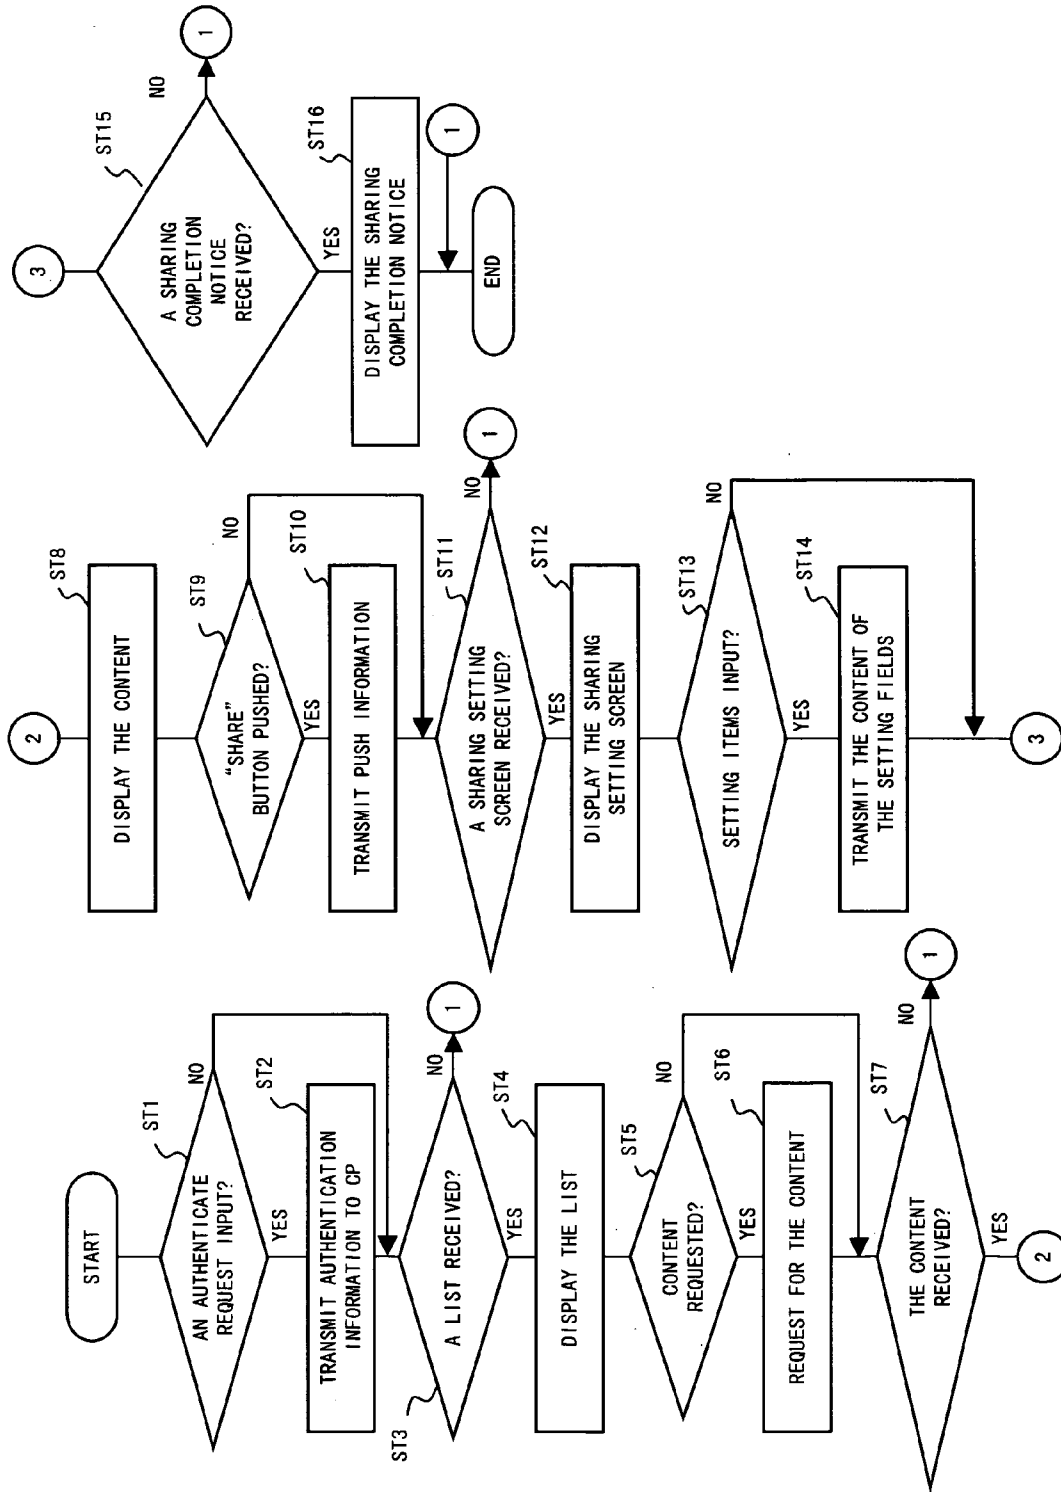 START
ST1
AN AUTHENTICATE
REQUEST INPUT?
NO
YES
ST2
TRANSMIT AUTHENTICATION
INFORMATION TO CP
ST3
A LIST RECEIVED?
NO
1
YES
ST4
DISPLAY THE LIST
ST5
CONTENT
REQUESTED?
NO
YES
ST6
REQUEST FOR THE CONTENT
ST7
THE CONTENT
RECEIVED?
NO
1
YES
2
2
ST8
DISPLAY THE CONTENT
ST9
“SHARE”
BUTTON PUSHED?
NO
YES
ST10
TRANSMIT PUSH INFORMATION
ST11
A SHARING SETTING
SCREEN RECEIVED?
NO
1
YES
ST12
DISPLAY THE SHARING
SETTING SCREEN
ST13
SETTING ITEMS INPUT?
NO
YES
ST14
TRANSMIT THE CONTENT OF
THE SETTING FIELDS
3
3
ST15
A SHARING
COMPLETION
NOTICE
RECEIVED?
NO
1
YES
ST16
DISPLAY THE SHARING
COMPLETION NOTICE
1
END